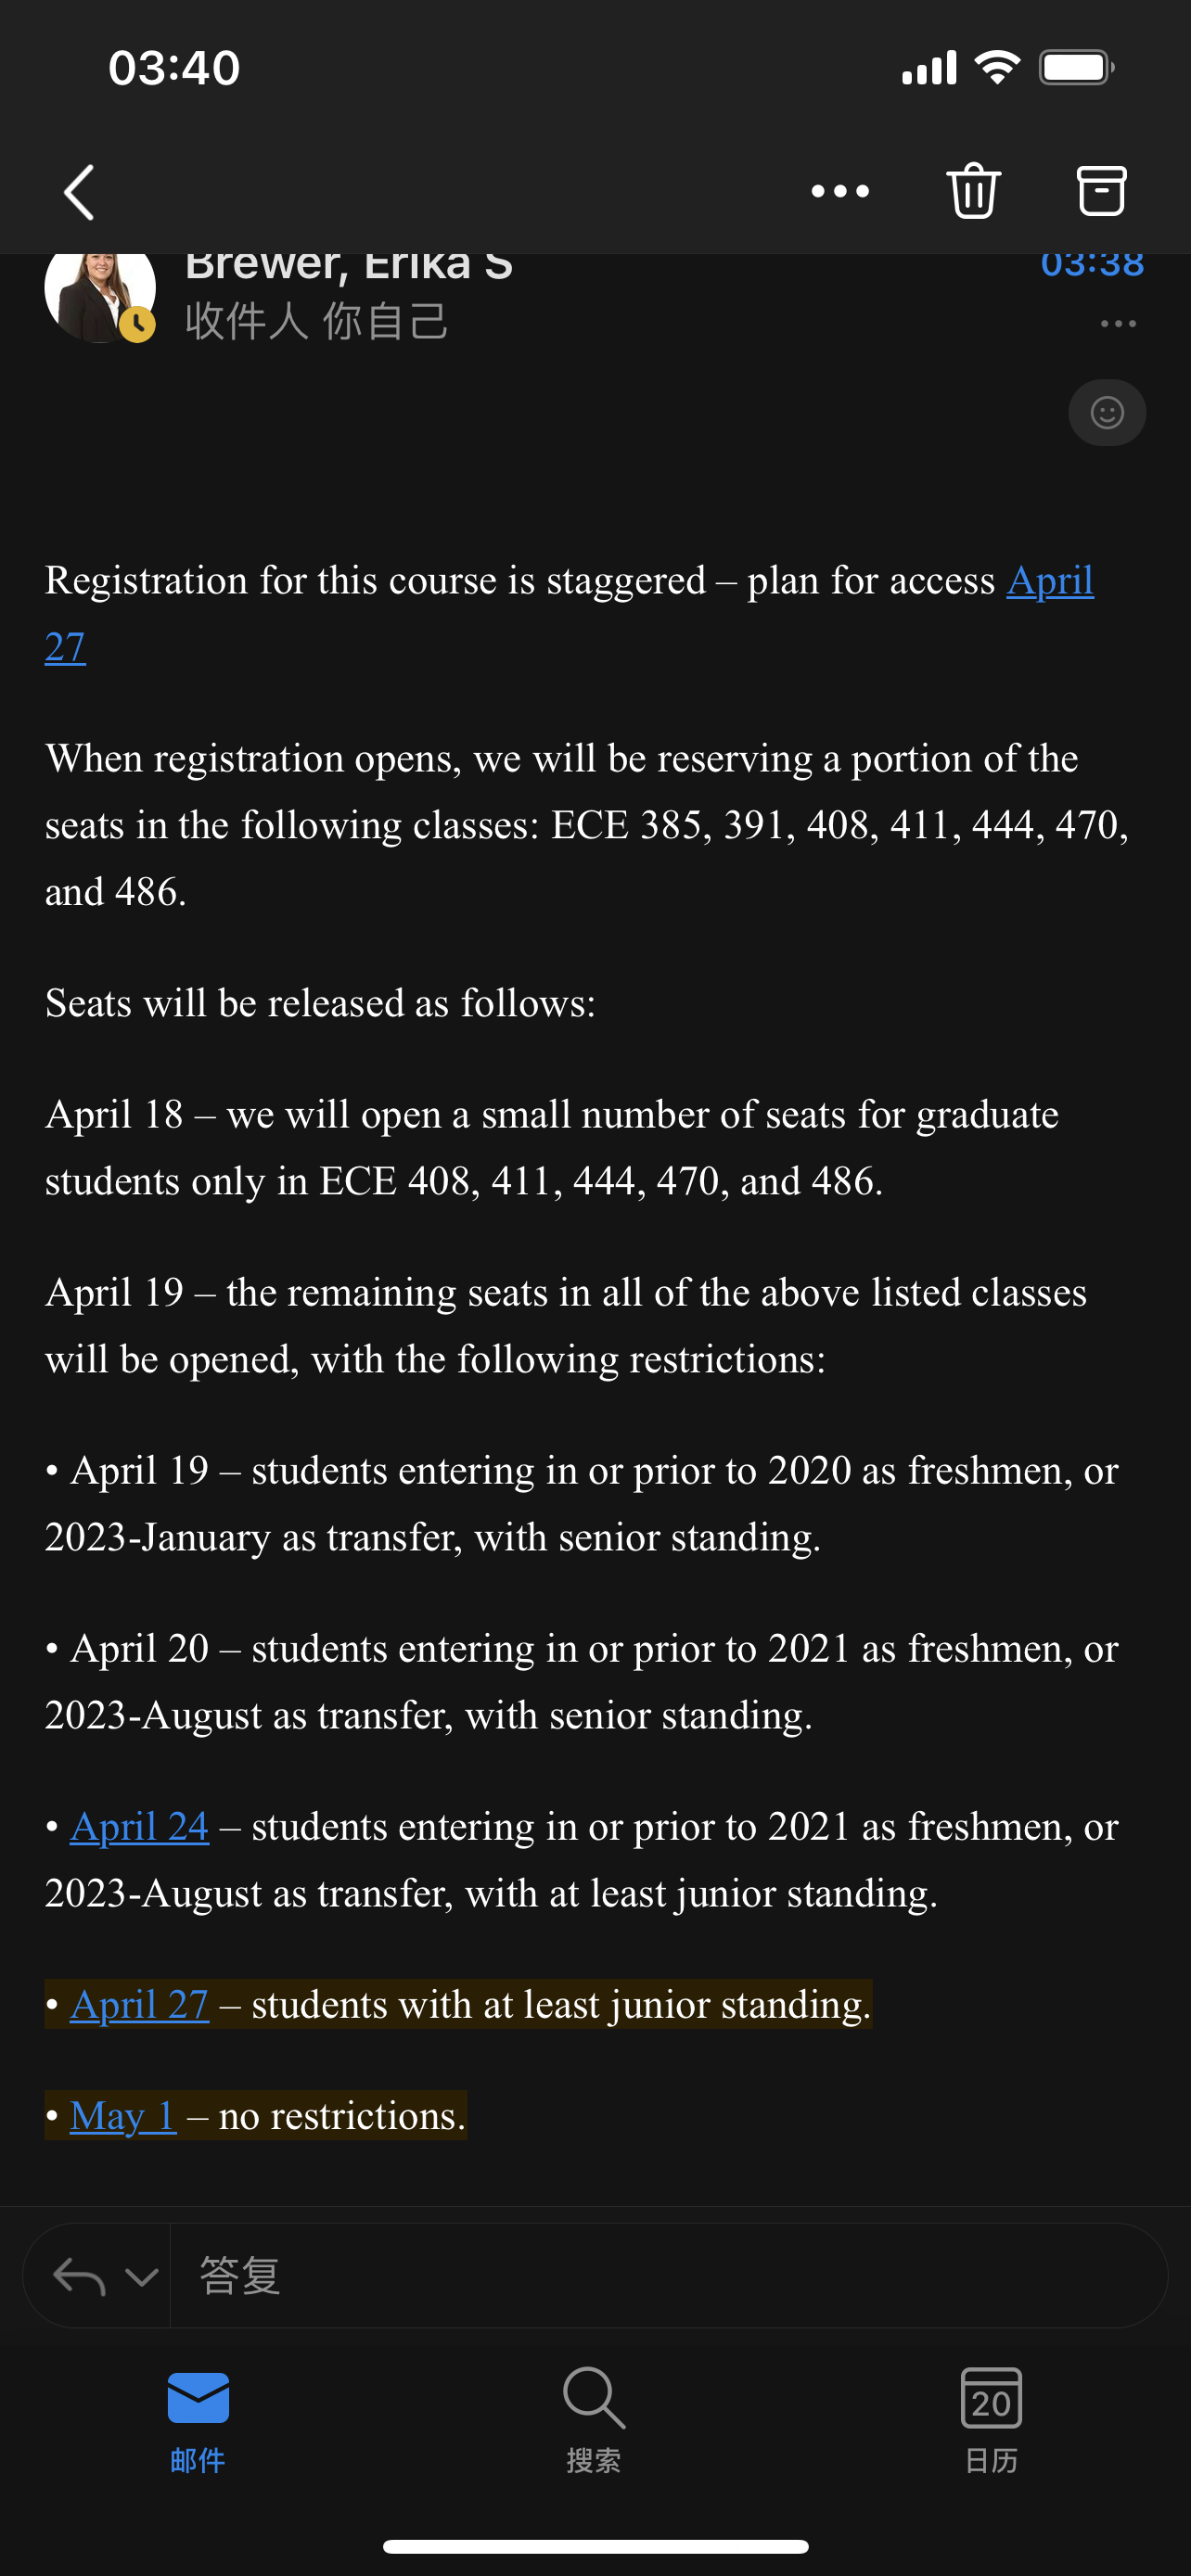 03:40
Brewer, Erika S
03:38
收件人 你自己
Registration for this course is staggered – plan for access April
27
When registration opens, we will be reserving a portion of the
seats in the following classes: ECE 385, 391, 408, 411, 444, 470,
and 486.
Seats will be released as follows:
April 18 – we will open a small number of seats for graduate
students only in ECE 408, 411, 444, 470, and 486.
April 19 – the remaining seats in all of the above listed classes
will be opened, with the following restrictions:
• April 19 – students entering in or prior to 2020 as freshmen, or
2023-January as transfer, with senior standing.
• April 20 – students entering in or prior to 2021 as freshmen, or
2023-August as transfer, with senior standing.
• April 24 – students entering in or prior to 2021 as freshmen, or
2023-August as transfer, with at least junior standing.
• April 27 – students with at least junior standing.
• May 1 – no restrictions.
答复
20
邮件
搜索
日历